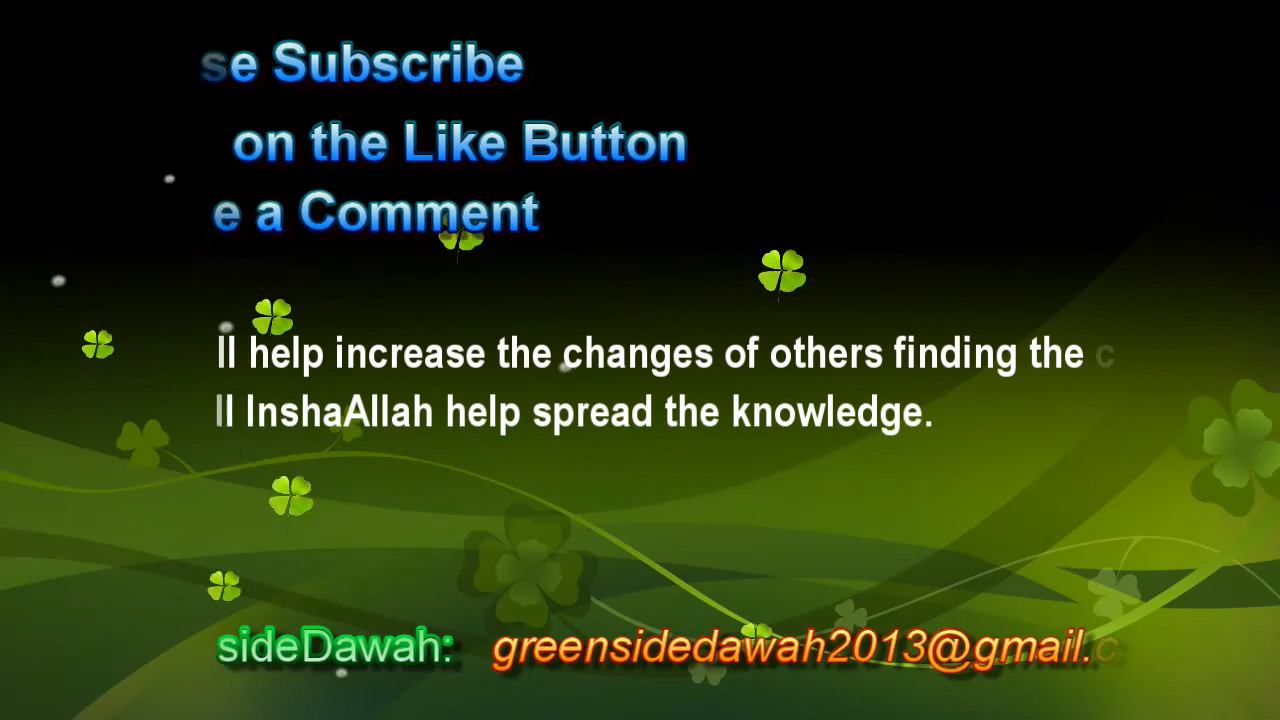 se Subscribe
on the Like Button
e a Comment
ll help increase the changes of others finding the c
ll InshaAllah help spread the knowledge.
sideDawah: greensidedawah2013@gmail.c